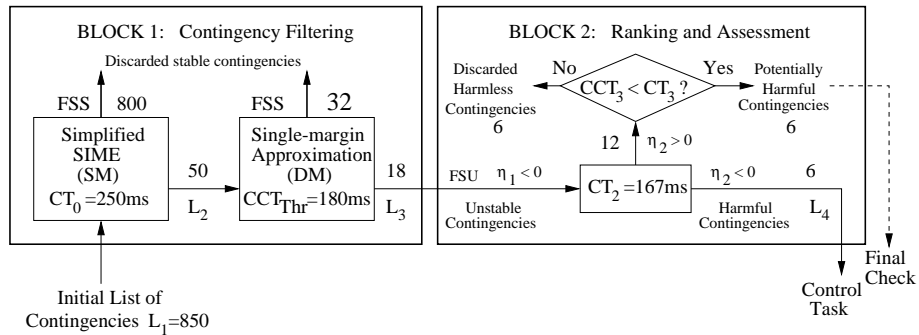 BLOCK 1: Contingency Filtering
Discarded stable contingencies
FSS 800
FSS 32
Simplified
SIME
(SM)
CT0 =250ms
50
L2
Single-margin
Approximation
(DM)
CCTThr=180ms
18
L3
Initial List of
Contingencies L1=850
BLOCK 2: Ranking and Assessment
No
Yes
CCT3 < CT3 ?
Discarded
Harmless
Contingencies
6
Potentially
Harmful
Contingencies
6
12
η2 > 0
FSU η1 < 0
Unstable
Contingencies
CT2 =167ms
η2 < 0
6
Harmful
Contingencies
L4
Control
Task
Final
Check